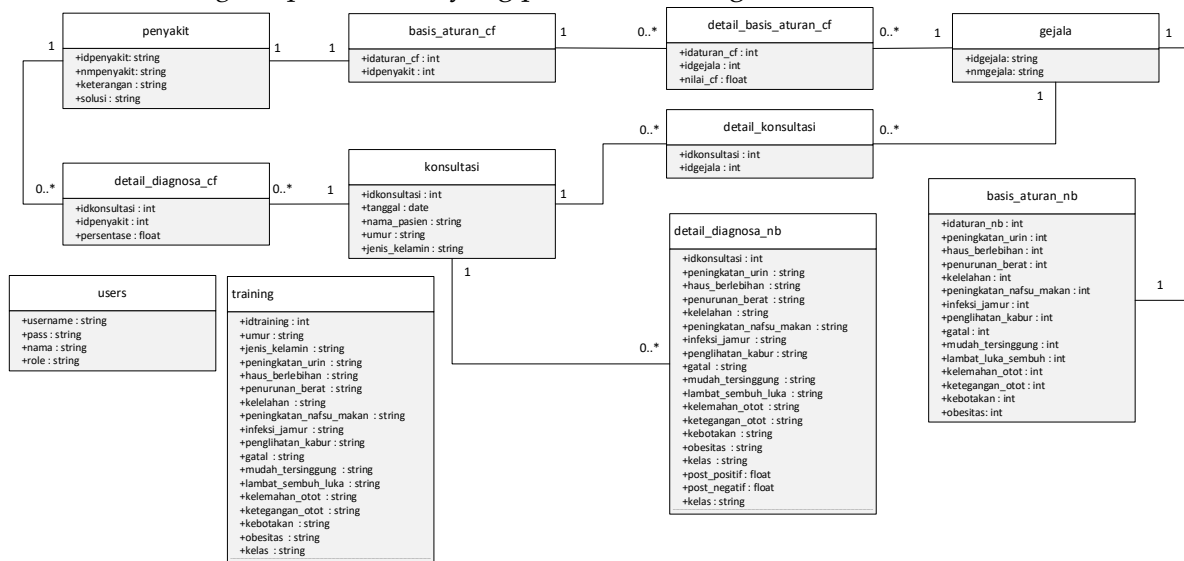 penyakit
+idpenyakit: string
+nmpenyakit: string
+keterangan : string
+solusi : string
1
1
basis_aturan_cf
+idaturan_cf : int
+idpenyakit : int
1
1
0..*
detail_basis_aturan_cf
+idaturan_cf : int
+idgejala : int
+nilai_cf : float
0..*
1
gejala
+idgejala: string
+nmgejala: string
1
1
detail_konsultasi
+idkonsultasi : int
+idgejala : int
0..*
0..*
detail_diagnosa_cf
+idkonsultasi : int
+idpenyakit : int
+persentase : float
0..*
0..*
1
konsultasi
+idkonsultasi : int
+tanggal : date
+nama_pasien : string
+umur : string
+jenis_kelamin : string
1
1
0..*
detail_diagnosa_nb
+idkonsultasi : int
+peningkatan_urin : string
+haus_berlebihan : string
+penurunan_berat : string
+kelelahan : string
+peningkatan_nafsu_makan : string
+infeksi_jamur : string
+penglihatan_kabur : string
+gatal : string
+mudah_tersinggung : string
+lambat_sembuh_luka : string
+kelemahan_otot : string
+ketegangan_otot : string
+kebotakan : string
+obesitas : string
+kelas : string
+post_positif : float
+post_negatif : float
+kelas : string
basis_aturan_nb
+idaturan_nb : int
+peningkatan_urin : int
+haus_berlebihan : int
+penurunan_berat : int
+kelelahan : int
+peningkatan_nafsu_makan : int
+infeksi_jamur : int
+penglihatan_kabur : int
+gatal : int
+mudah_tersinggung : int
+lambat_luka_sembuh : int
+kelemahan_otot : int
+ketegangan_otot : int
+kebotakan : int
+obesitas: int
1
users
+username : string
+pass : string
+nama : string
+role : string
training
+idtraining : int
+umur : string
+jenis_kelamin : string
+peningkatan_urin : string
+haus_berlebihan : string
+penurunan_berat : string
+kelelahan : string
+peningkatan_nafsu_makan : string
+infeksi_jamur : string
+penglihatan_kabur : string
+gatal : string
+mudah_tersinggung : string
+lambat_sembuh_luka : string
+kelemahan_otot : string
+ketegangan_otot : string
+kebotakan : string
+obesitas : string
+kelas : string